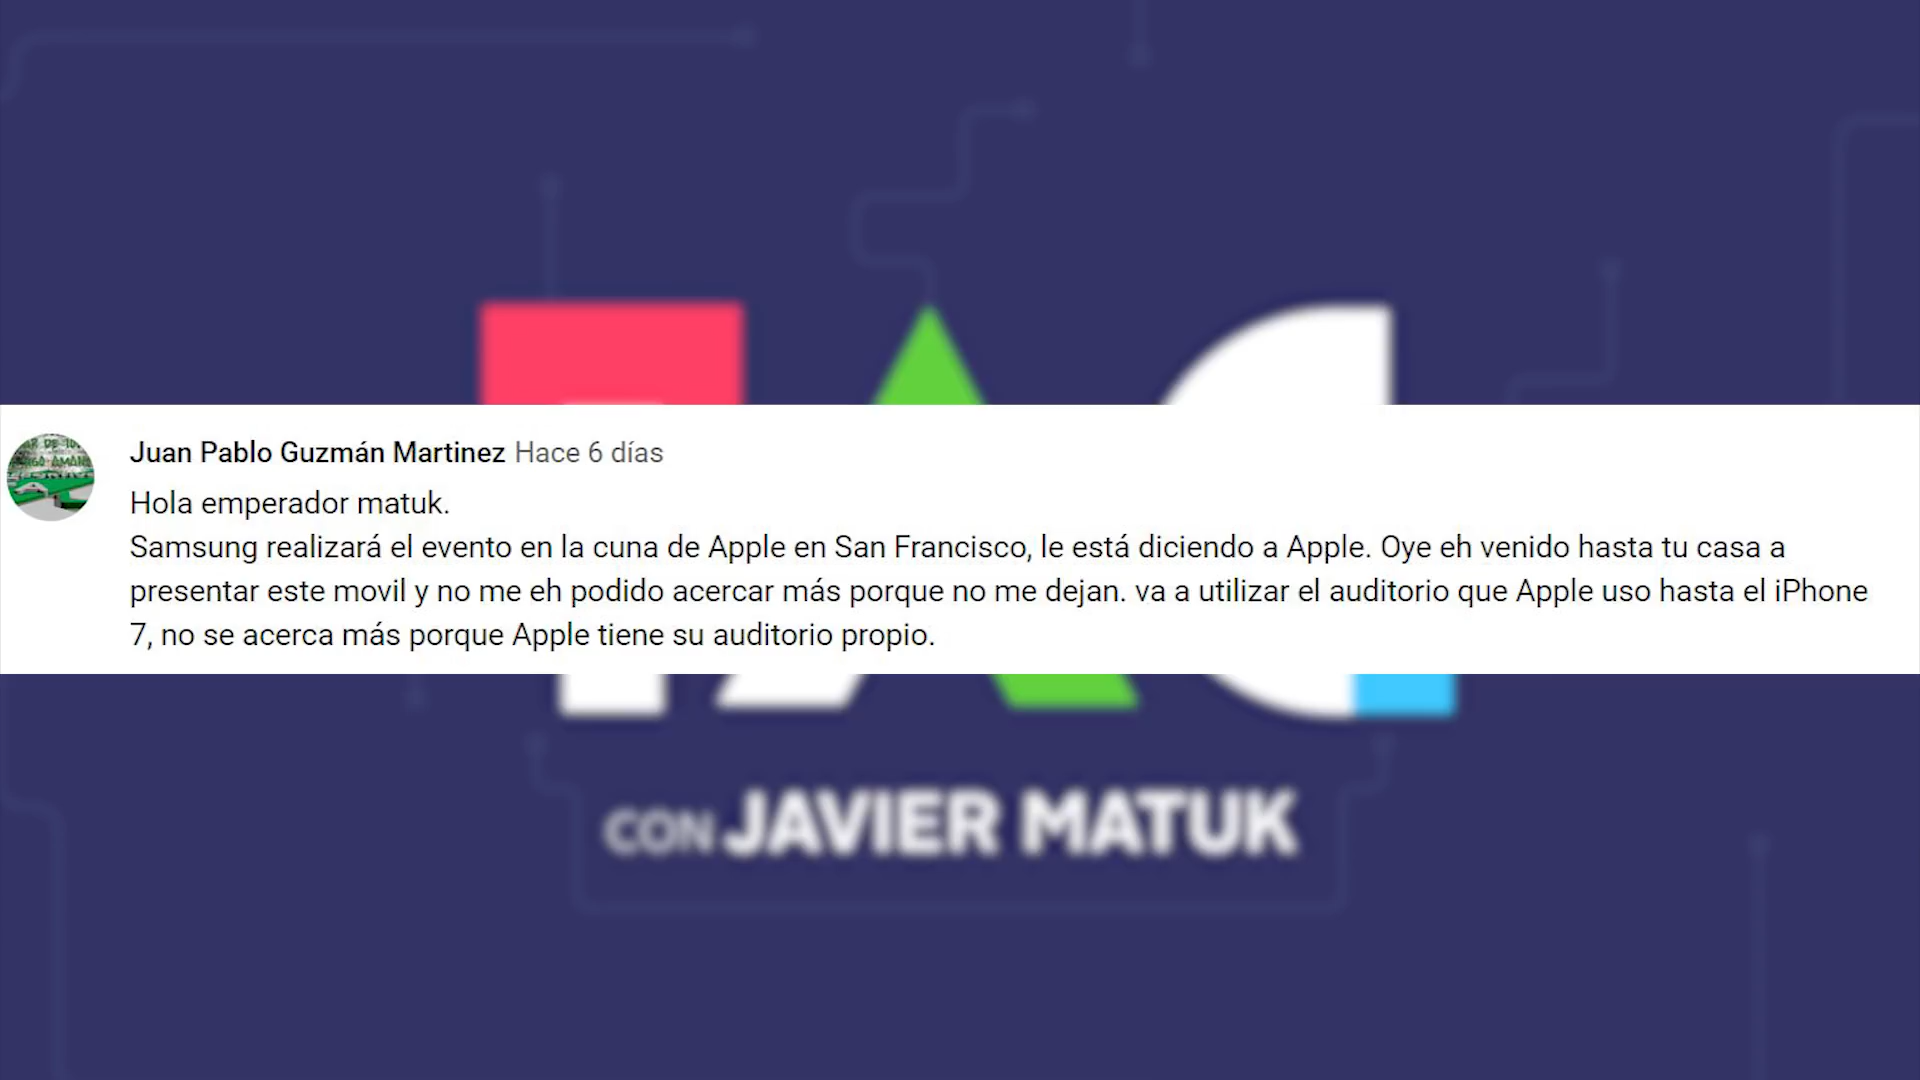 Juan Pablo Guzmán Martinez Hace 6 días
Hola emperador matuk.
Samsung realizará el evento en la cuna de Apple en San Francisco, le está diciendo a Apple. Oye eh venido hasta tu casa a
presentar este movil y no me eh podido acercar más porque no me dejan. va a utilizar el auditorio que Apple uso hasta el iPhone
7, no se acerca más porque Apple tiene su auditorio propio.
CON JAVIER MATUK